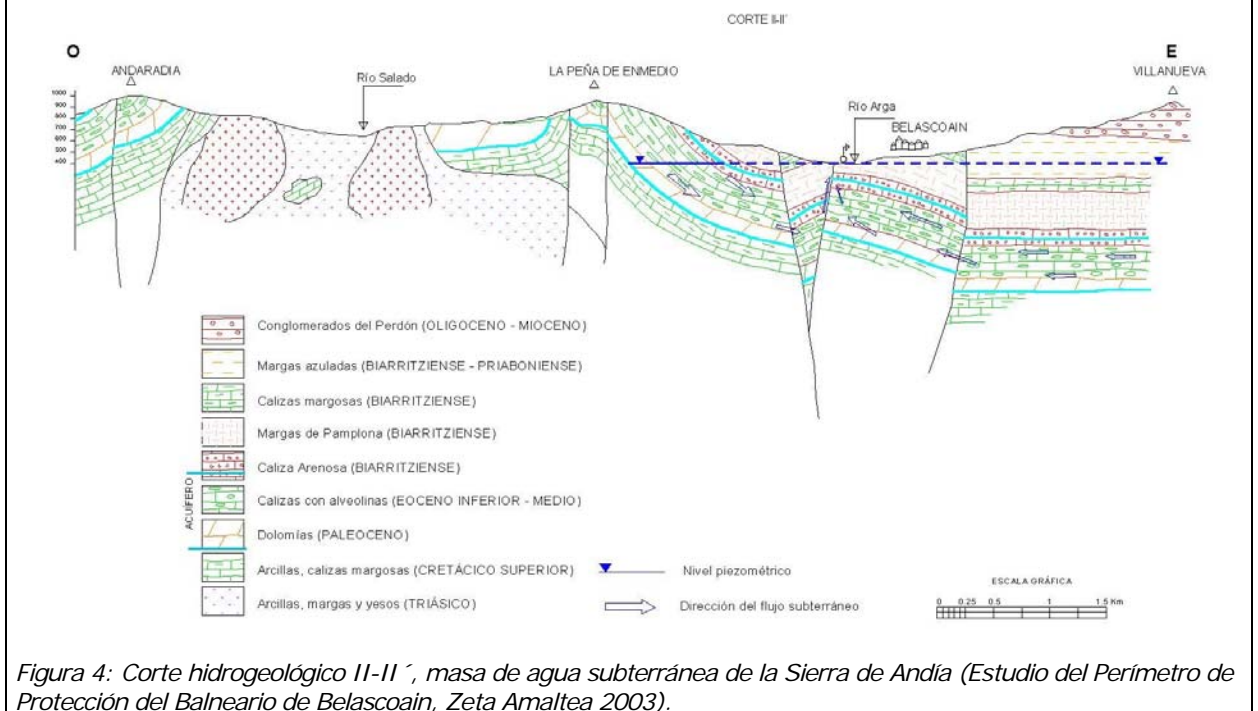 CORTE II-II'
O
E
ANDARADIA
Río Salado
LA PEÑA DE ENMEDIO
Río Arga
BELASCOAIN
VILLANUEVA
1000
900
800
700
600
500
400
Conglomerados del Perdón (OLIGOCENO - MIOCENO)
Margas azuladas (BIARRITZIENSE - PRIABONIENSE)
Calizas margosas (BIARRITZIENSE)
Margas de Pamplona (BIARRITZIENSE)
Caliza Arenosa (BIARRITZIENSE)
ACUÍFERO
Calizas con alveolinas (EOCENO INFERIOR - MEDIO)
Dolomías (PALEOCENO)
Arcillas, calizas margosas (CRETÁCICO SUPERIOR)
Arcillas, margas y yesos (TRIÁSICO)
Nivel piezométrico
Dirección del flujo subterráneo
ESCALA GRÁFICA
0 0.25 0.5 1 1.5 Km
Figura 4: Corte hidrogeológico II-II ´, masa de agua subterránea de la Sierra de Andía (Estudio del Perímetro de
Protección del Balneario de Belascoain, Zeta Amaltea 2003).